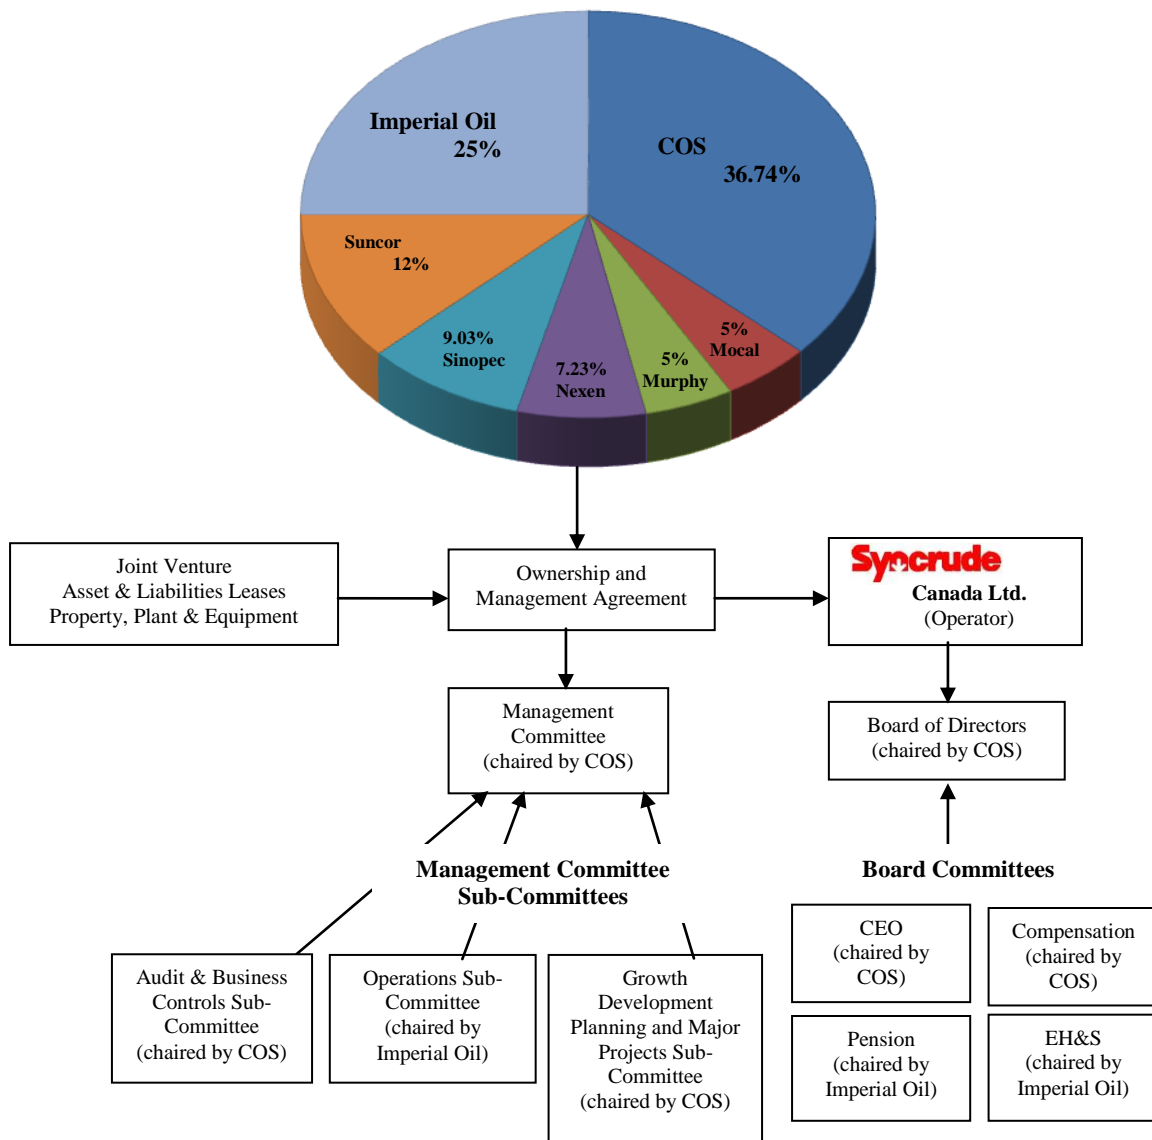 Imperial Oil
25%
COS
36.74%
Suncor
12%
9.03%
Sinopec
7.23%
Nexen
5%
Murphy
5%
Mocal
Joint Venture
Asset & Liabilities Leases
Property, Plant & Equipment
Ownership and
Management Agreement
Syncrude
Canada Ltd.
(Operator)
Management
Committee
(chaired by COS)
Board of Directors
(chaired by COS)
Management Committee
Sub-Committees
Board Committees
Audit & Business
Controls Sub-
Committee
(chaired by COS)
Operations Sub-
Committee
(chaired by
Imperial Oil)
Growth
Development
Planning and Major
Projects Sub-
Committee
(chaired by COS)
CEO
(chaired by
COS)
Compensation
(chaired by
COS)
Pension
(chaired by
Imperial Oil)
EH&S
(chaired by
Imperial Oil)